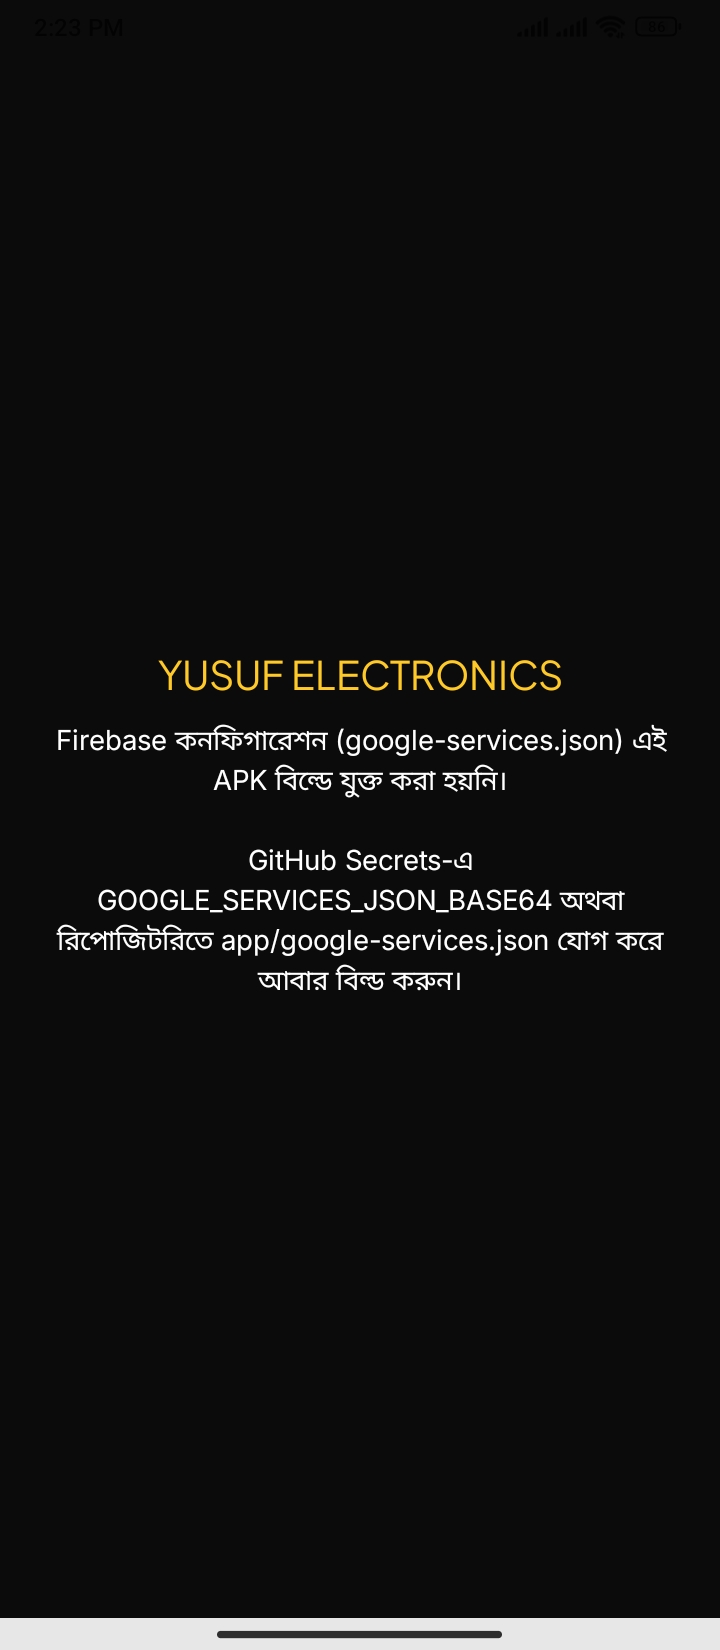 2:23 PM
86
YUSUF ELECTRONICS
Firebase কনফিগারেশন (google-services.json) এই
APK বিল্ডে যুক্ত করা হয়নি।
GitHub Secrets-এ
GOOGLE_SERVICES_JSON_BASE64 অথবা
রিপোজিটরিতে app/google-services.json যোগ করে
আবার বিল্ড করুন।